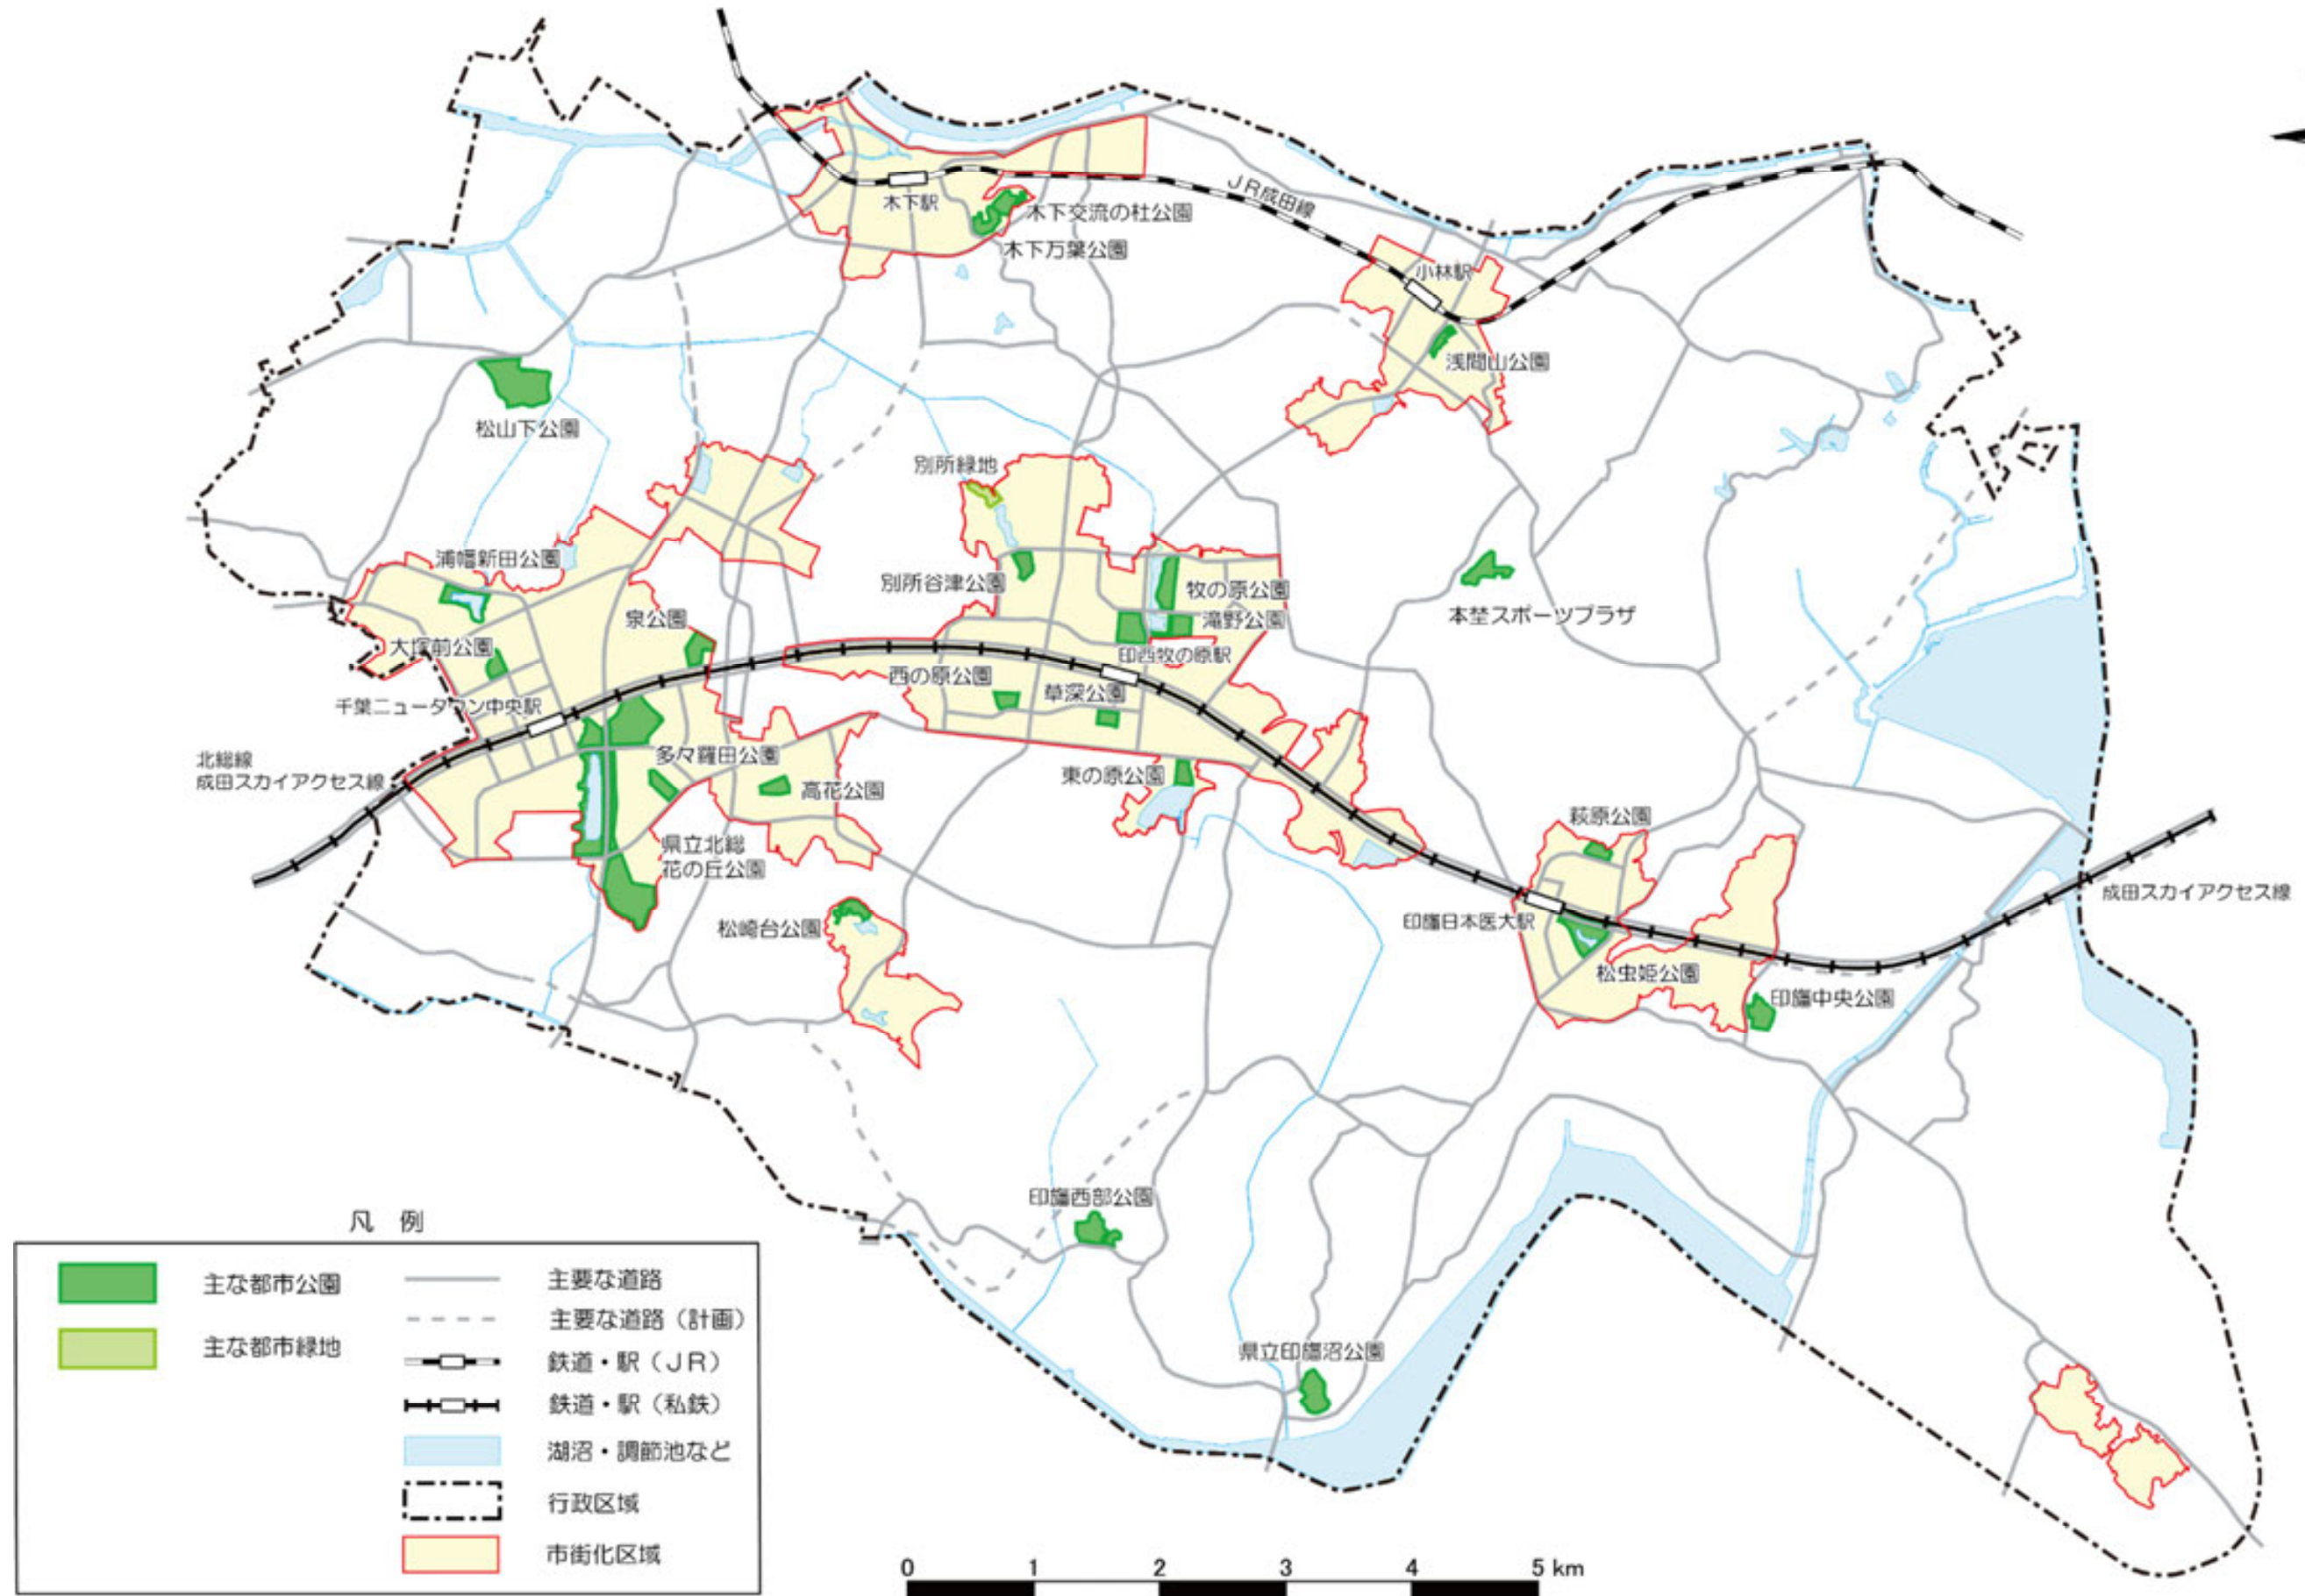 木下駅
木下交流の杜公園
木下万葉公園
JR成田線
小林駅
浅間山公園
松山下公園
別所緑地
浦幡新田公園
別所谷津公園
牧の原公園
滝野公園
本埜スポーツプラザ
泉公園
大塚前公園
印西牧の原駅
西の原公園
草深公園
千葉ニュータウン中央駅
多々羅田公園
北総線
成田スカイアクセス線
高花公園
東の原公園
萩原公園
県立北総
花の丘公園
松崎台公園
印旛日本医大駅
成田スカイアクセス線
松虫姫公園
印旛中央公園
印旛西部公園
県立印旛沼公園
凡 例
主な都市公園
主な都市緑地
主要な道路
主要な道路（計画）
鉄道・駅（JR）
鉄道・駅（私鉄）
湖沼・調節池など
行政区域
市街化区域
0 1 2 3 4 5 km